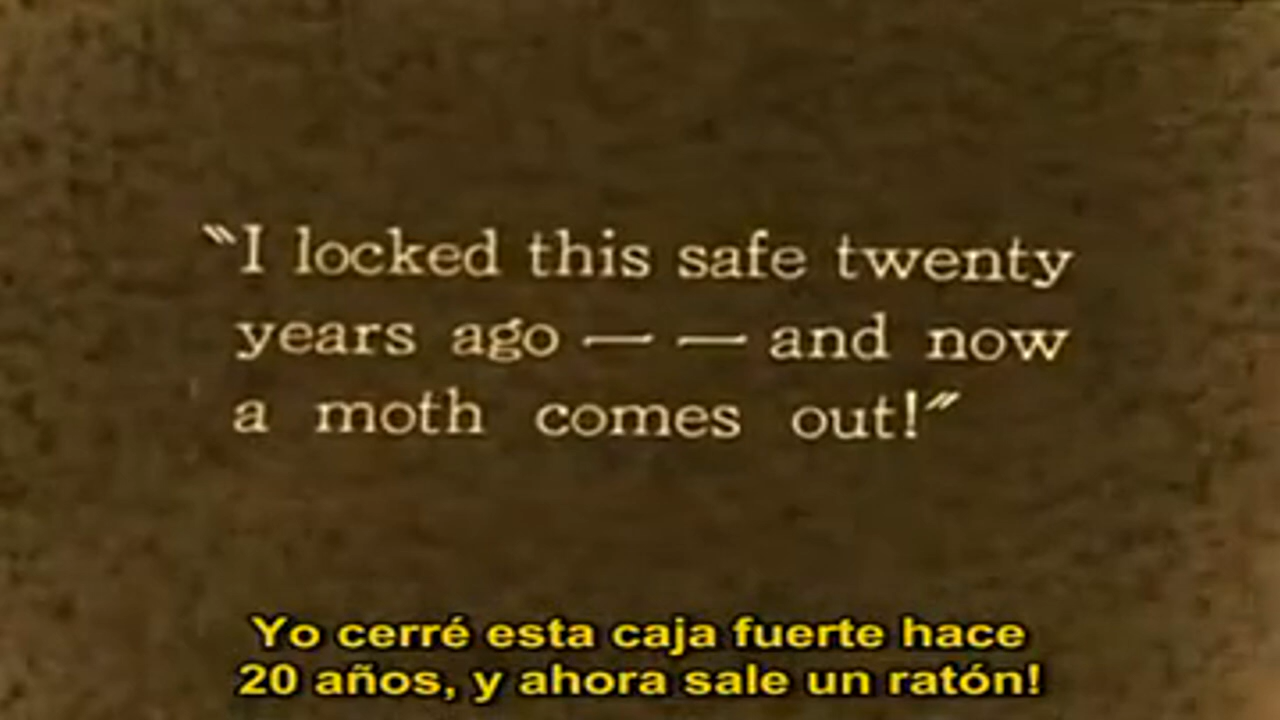 "I locked this safe twenty
years ago — — and now
a moth comes out!"
Yo cerré esta caja fuerte hace
20 años, y ahora sale un ratón!